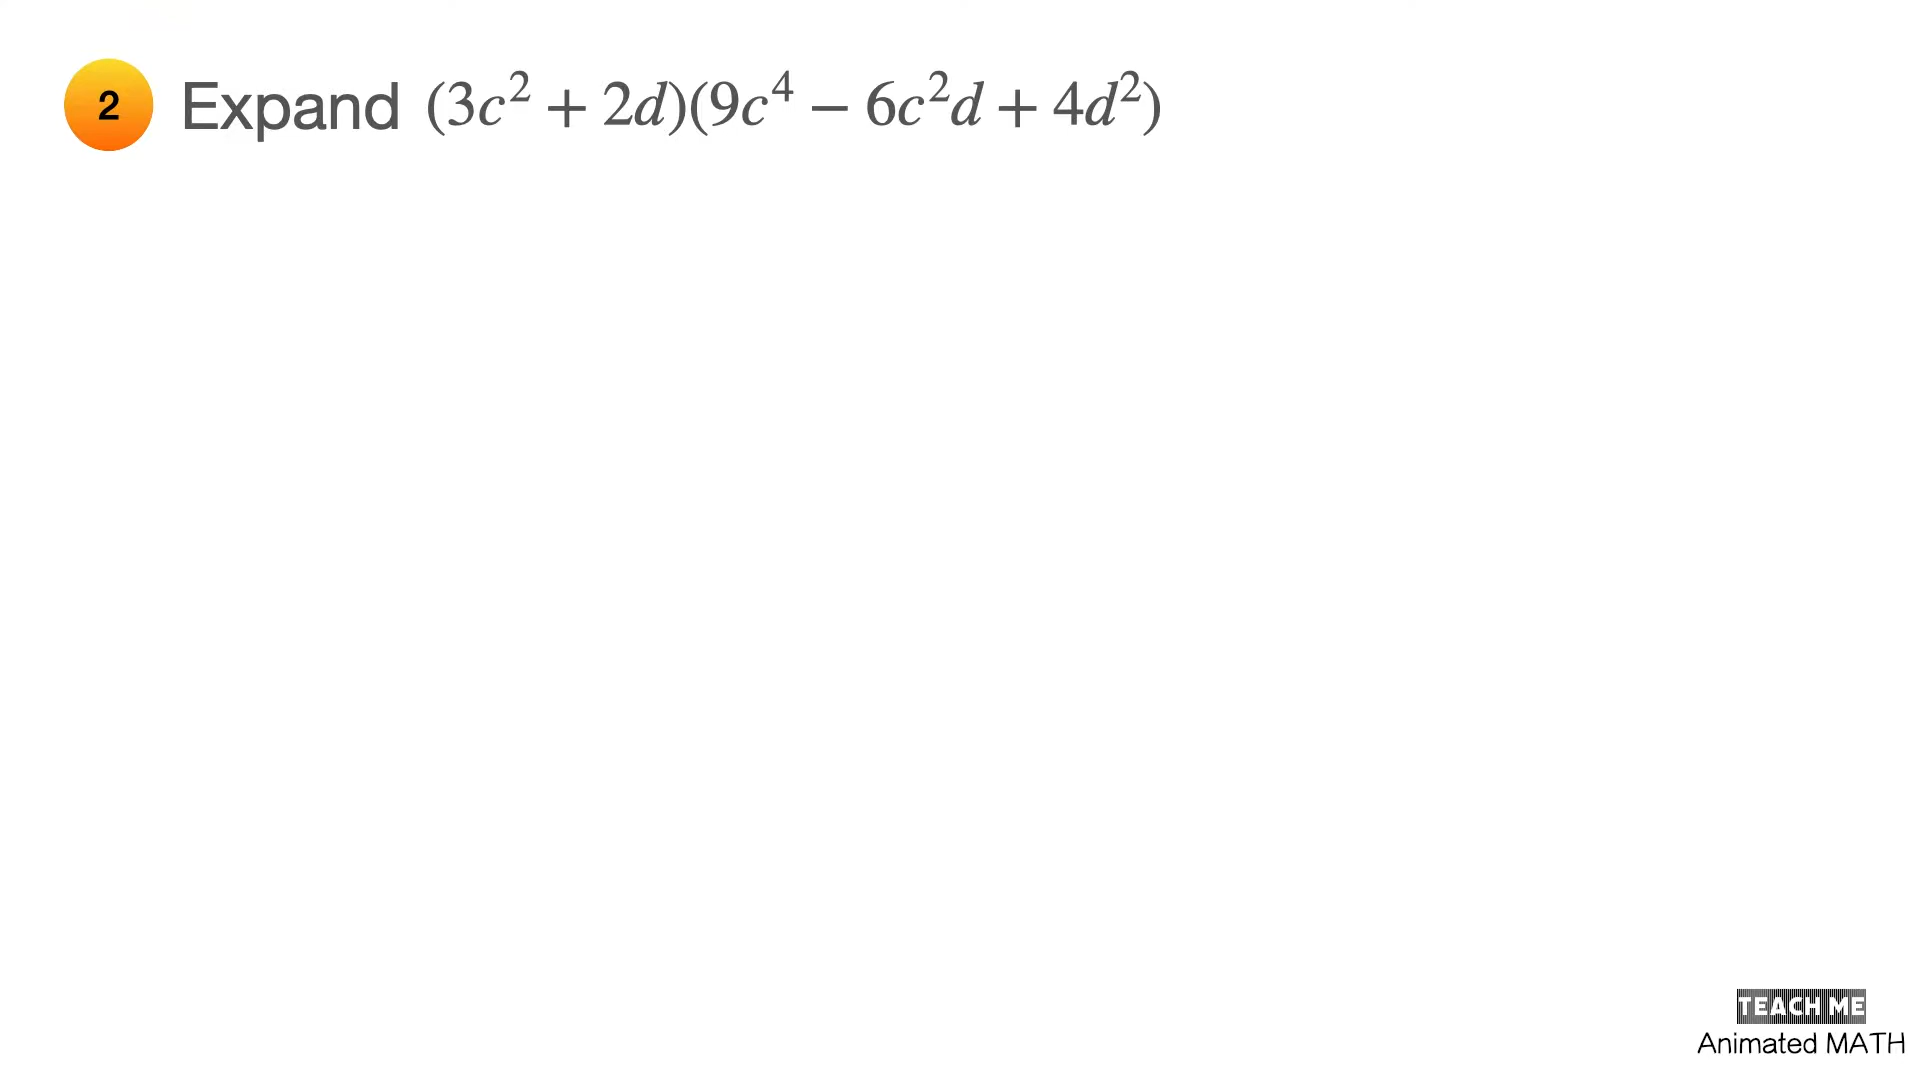 2 Expand (3c² + 2d)(9c⁴ − 6c²d + 4d²)
TEACH ME
Animated MATH